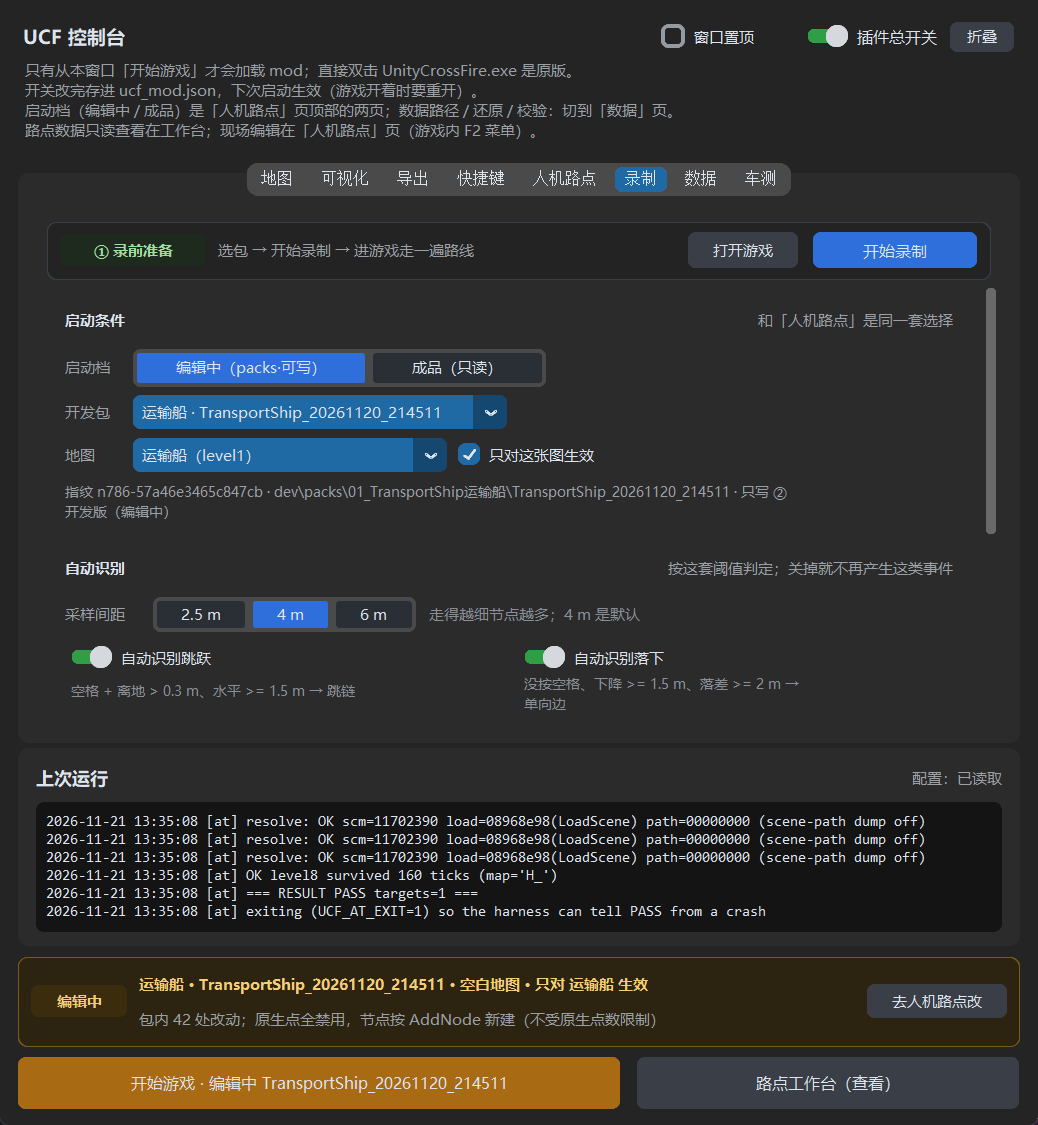 UCF 控制台
窗口置顶
插件总开关
折叠
只有从本窗口「开始游戏」才会加载 mod；直接双击 UnityCrossFire.exe 是原版。
开关改完存进 ucf_mod.json，下次启动生效（游戏开着时要重开）。
启动档（编辑中 / 成品）是「人机路点」页顶部的两页；数据路径 / 还原 / 校验：切到「数据」页。
路点数据只读查看在工作台；现场编辑在「人机路点」页（游戏内 F2 菜单）。
地图 可视化 导出 快捷键 人机路点 录制 数据 车测
① 录前准备
选包 → 开始录制 → 进游戏走一遍路线
打开游戏
开始录制
启动条件
和「人机路点」是同一套选择
启动档
编辑中（packs·可写）
成品（只读）
开发包
运输船 · TransportShip_20261120_214511
地图
运输船（level1）
只对这张图生效
指纹 n786-57a46e3465c847cb · dev\packs\01_TransportShip运输船\TransportShip_20261120_214511 · 只写 ②
开发版（编辑中）
自动识别
按这套阈值判定；关掉就不再产生这类事件
采样间距
2.5 m
4 m
6 m
走得越细节点越多；4 m 是默认
自动识别跳跃
自动识别落下
空格 + 离地 > 0.3 m、水平 >= 1.5 m → 跳链
没按空格、下降 >= 1.5 m、落差 >= 2 m →
单向边
上次运行
配置：已读取
2026-11-21 13:35:08 [at] resolve: OK scm=11702390 load=08968e98(LoadScene) path=00000000 (scene-path dump off)
2026-11-21 13:35:08 [at] resolve: OK scm=11702390 load=08968e98(LoadScene) path=00000000 (scene-path dump off)
2026-11-21 13:35:08 [at] resolve: OK scm=11702390 load=08968e98(LoadScene) path=00000000 (scene-path dump off)
2026-11-21 13:35:08 [at] OK level8 survived 160 ticks (map='H_')
2026-11-21 13:35:08 [at] === RESULT PASS targets=1 ===
2026-11-21 13:35:08 [at] exiting (UCF_AT_EXIT=1) so the harness can tell PASS from a crash
编辑中
运输船 • TransportShip_20261120_214511 • 空白地图 • 只对 运输船 生效
包内 42 处改动；原生点全禁用，节点按 AddNode 新建（不受原生点数限制）
去人机路点改
开始游戏 · 编辑中 TransportShip_20261120_214511
路点工作台（查看）